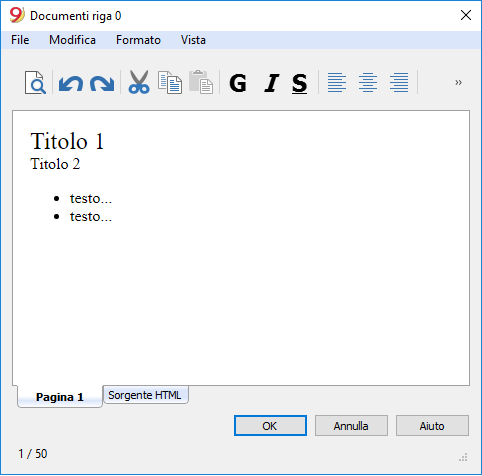 9 Documenti riga 0
File Modifica Formato Vista
G I S »
Titolo 1
Titolo 2
• testo...
• testo...
Pagina 1 Sorgente HTML
OK Annulla Aiuto
1 / 50